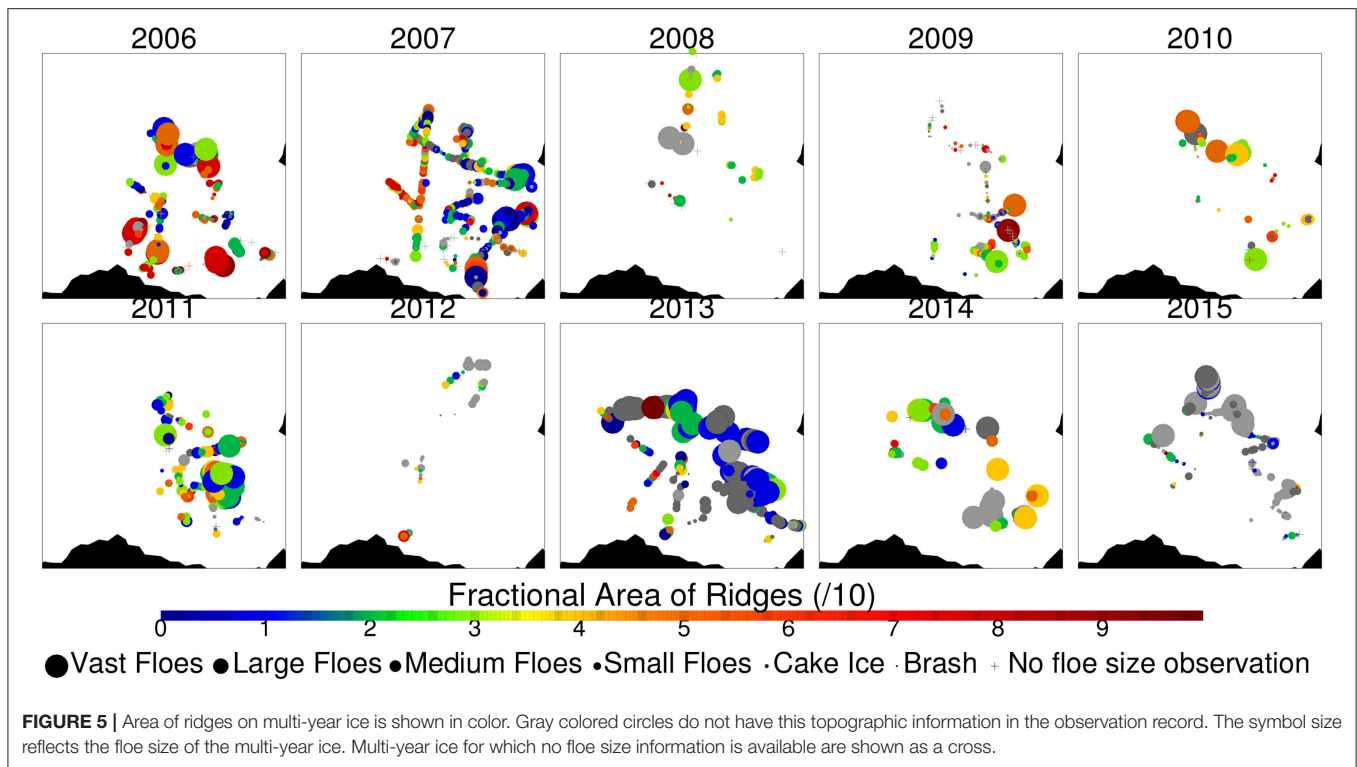 2006 2007 2008 2009 2010
2011 2012 2013 2014 2015
Fractional Area of Ridges (/10)
0 1 2 3 4 5 6 7 8 9
Vast Floes Large Floes Medium Floes Small Floes Cake Ice Brash No floe size observation
FIGURE 5 | Area of ridges on multi-year ice is shown in color. Gray colored circles do not have this topographic information in the observation record. The symbol size
reflects the floe size of the multi-year ice. Multi-year ice for which no floe size information is available are shown as a cross.